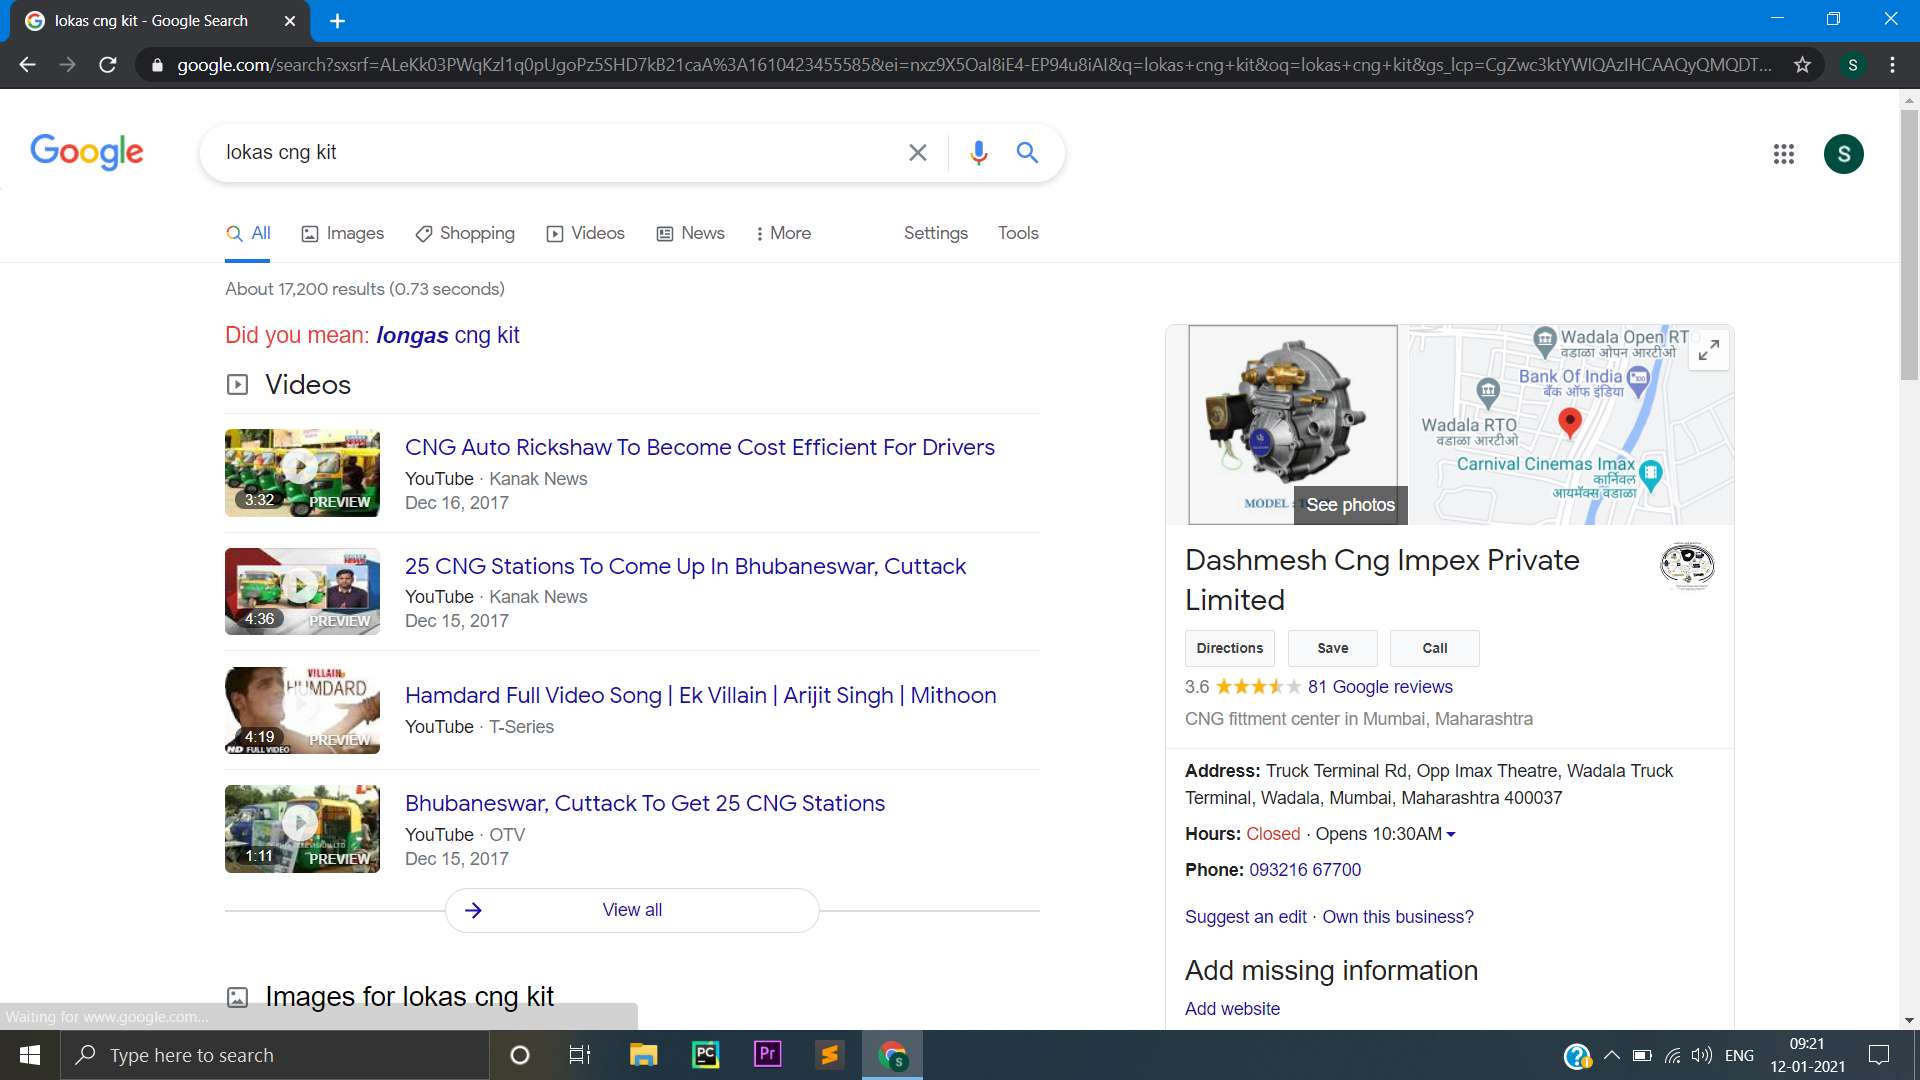 lokas cng kit - Google Search
google.com/search?sxsrf=ALeKk03PWqKzl1q0pUgoPz5SHD7kB21caA%3A1610423455585&ei=nxz9X5OaI8iE4-EP94u8iAI&q=lokas+cng+kit&oq=lokas+cng+kit&gs_lcp=CgZwc3ktYWIQAzIHCAAQyQMQDT...
S
Google
lokas cng kit
S
All
Images
Shopping
Videos
News
More
Settings
Tools
About 17,200 results (0.73 seconds)
Did you mean: longas cng kit
Videos
3:32
PREVIEW
CNG Auto Rickshaw To Become Cost Efficient For Drivers
YouTube · Kanak News
Dec 16, 2017
4:36
PREVIEW
25 CNG Stations To Come Up In Bhubaneswar, Cuttack
YouTube · Kanak News
Dec 15, 2017
VILLAIN
HUMDARD
4:19
PREVIEW
HD FULL VIDEO
Hamdard Full Video Song | Ek Villain | Arijit Singh | Mithoon
YouTube · T-Series
1:11
PREVIEW
Bhubaneswar, Cuttack To Get 25 CNG Stations
YouTube · OTV
Dec 15, 2017
View all
Images for lokas cng kit
Waiting for www.google.com...
MODEL :
See photos
Wadala Open RTO
वडाळा ओपन आरटीओ
Bank Of India
बँक ऑफ इंडिया
Wadala RTO
वडाळा आरटीओ
Carnival Cinemas Imax
कार्निवल
आयमॅक्स वडाळा
Dashmesh Cng Impex Private
Limited
Directions
Save
Call
3.6
81 Google reviews
CNG fittment center in Mumbai, Maharashtra
Address: Truck Terminal Rd, Opp Imax Theatre, Wadala Truck
Terminal, Wadala, Mumbai, Maharashtra 400037
Hours: Closed · Opens 10:30AM
Phone: 093216 67700
Suggest an edit · Own this business?
Add missing information
Add website
Type here to search
PC
Pr
S
ENG
09:21
12-01-2021